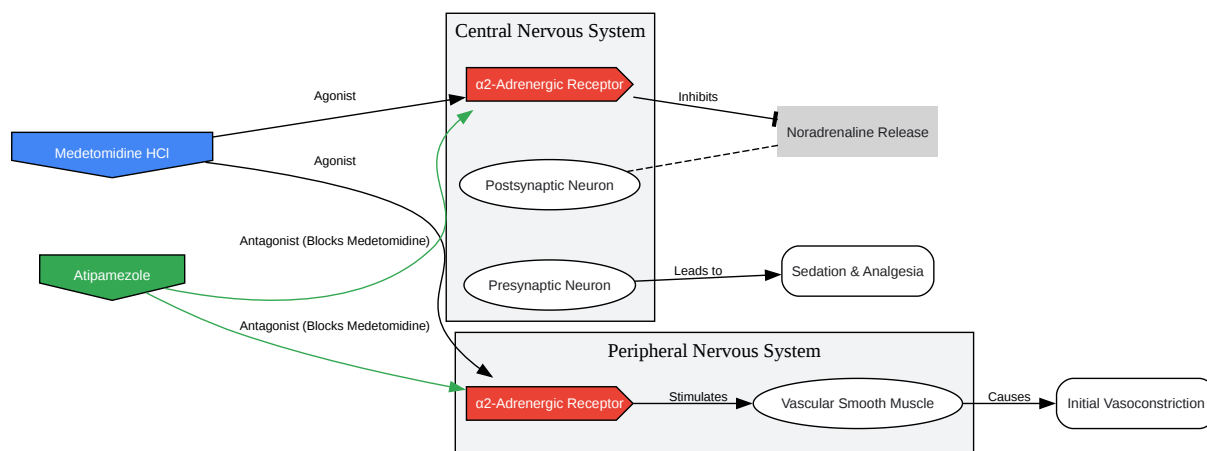 Central Nervous System
α2-Adrenergic Receptor
Agonist
Inhibits
Noradrenaline Release
Medetomidine HCl
Agonist
Postsynaptic Neuron
Antagonist (Blocks Medetomidine)
Atipamezole
Leads to
Sedation & Analgesia
Presynaptic Neuron
Antagonist (Blocks Medetomidine)
Peripheral Nervous System
α2-Adrenergic Receptor
Stimulates
Vascular Smooth Muscle
Causes
Initial Vasoconstriction